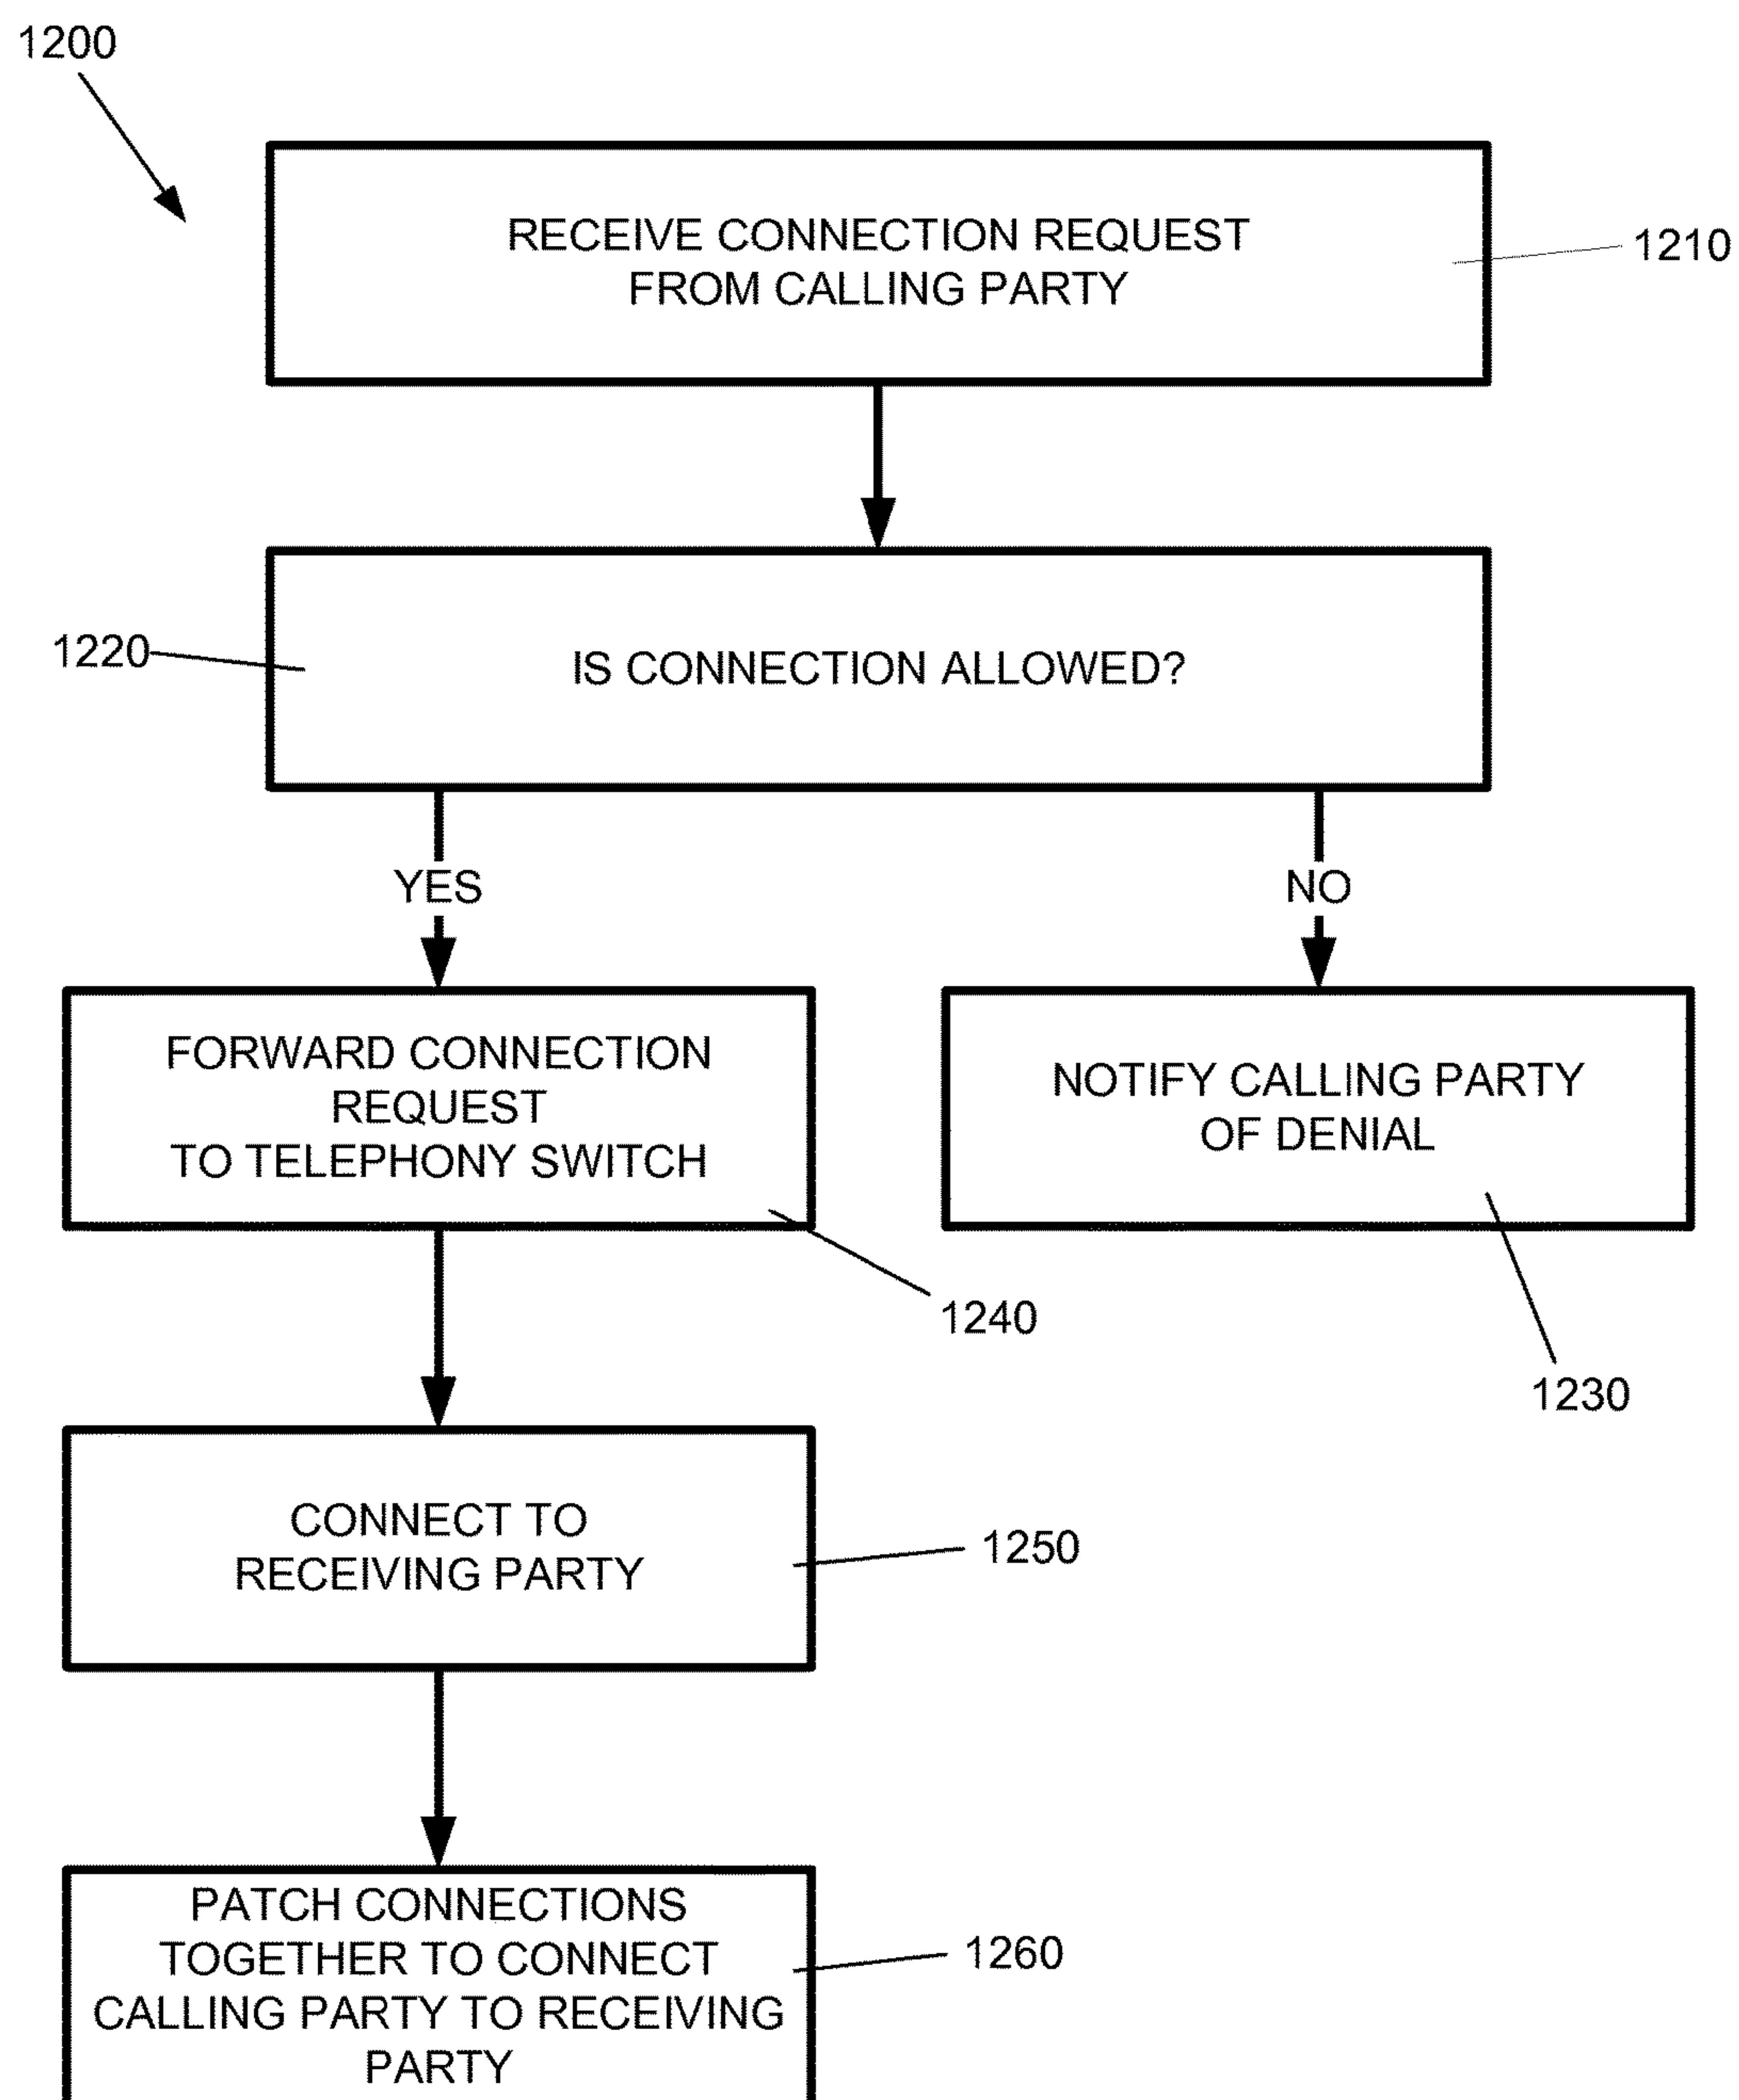 1200
RECEIVE CONNECTION REQUEST
FROM CALLING PARTY
1210
1220
IS CONNECTION ALLOWED?
YES
NO
FORWARD CONNECTION
REQUEST
TO TELEPHONY SWITCH
NOTIFY CALLING PARTY
OF DENIAL
1240
1230
CONNECT TO
RECEIVING PARTY
1250
PATCH CONNECTIONS
TOGETHER TO CONNECT
CALLING PARTY TO RECEIVING
PARTY
1260